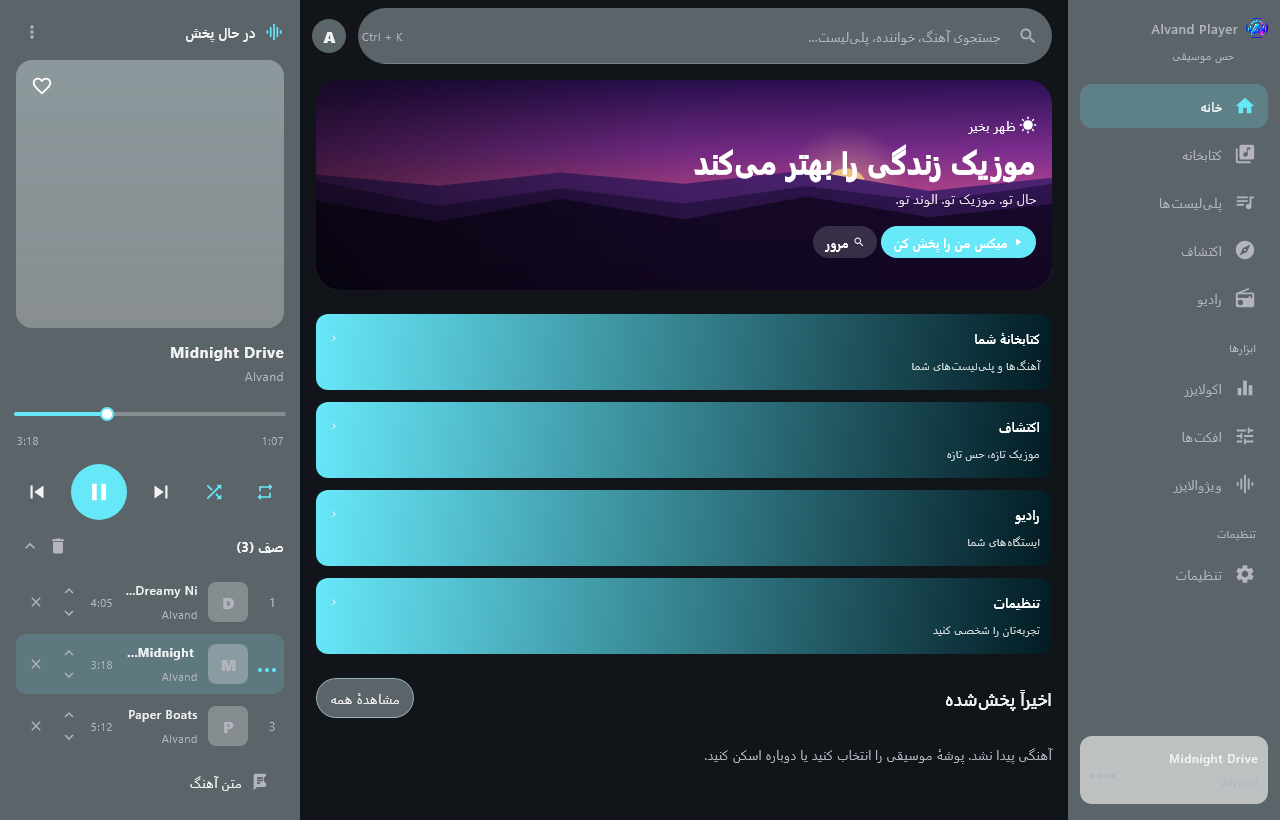 Alvand Player
حس موسیقی
خانه
کتابخانه
پلی‌لیست‌ها
اکتشاف
رادیو
ابزارها
اکولایزر
افکت‌ها
ویژوالایزر
تنظیمات
تنظیمات
Midnight Drive
Alvand
جستجوی آهنگ، خواننده، پلی‌لیست...
Ctrl + K
A
ظهر بخیر
موزیک زندگی را بهتر می‌کند
حال تو. موزیک تو. الوند تو.
میکس من را پخش کن
مرور
کتابخانهٔ شما
آهنگ‌ها و پلی‌لیست‌های شما
اکتشاف
موزیک تازه، حس تازه
رادیو
ایستگاه‌های شما
تنظیمات
تجربه‌تان را شخصی کنید
اخیراً پخش‌شده
مشاهدهٔ همه
آهنگی پیدا نشد. پوشهٔ موسیقی را انتخاب کنید یا دوباره اسکن کنید.
در حال پخش
Midnight Drive
Alvand
1:07
3:18
صف (3)
1
D
Dreamy Ni...
Alvand
4:05
M
Midnight...
Alvand
3:18
3
P
Paper Boats
Alvand
5:12
متن آهنگ